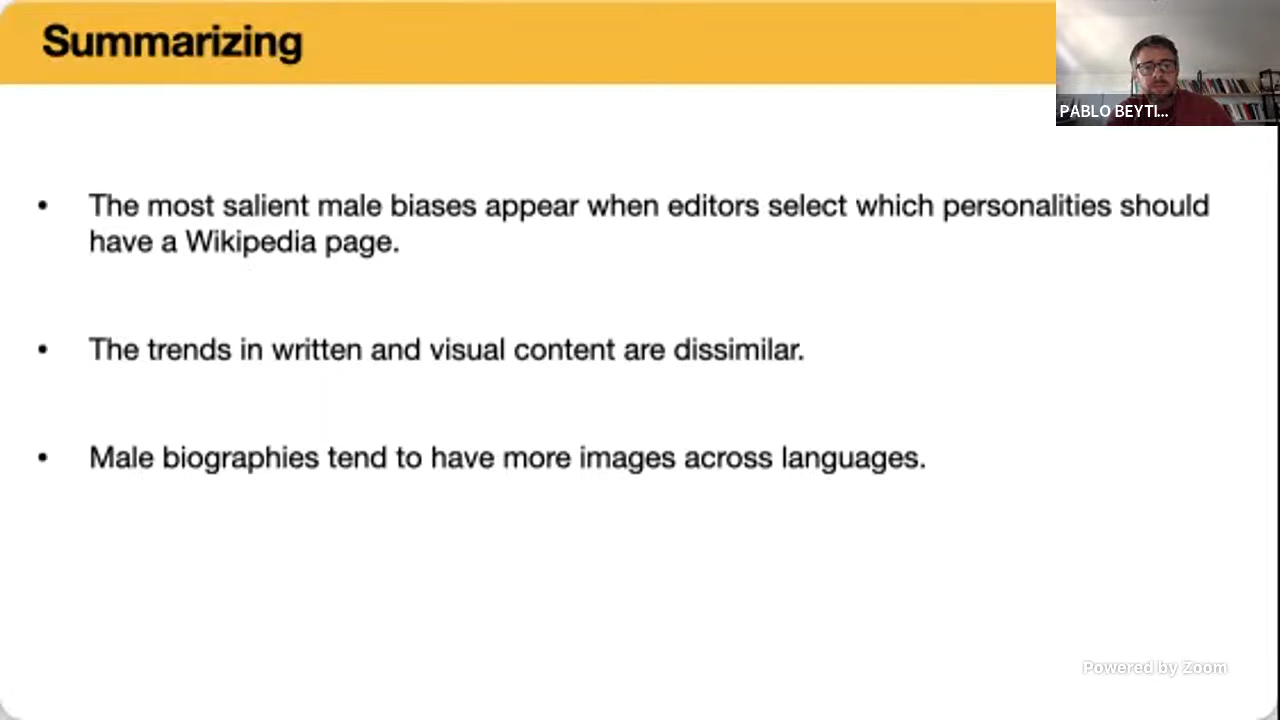 Summarizing
PABLO BEYTI...
• The most salient male biases appear when editors select which personalities should
have a Wikipedia page.
• The trends in written and visual content are dissimilar.
• Male biographies tend to have more images across languages.
Powered by Zoom